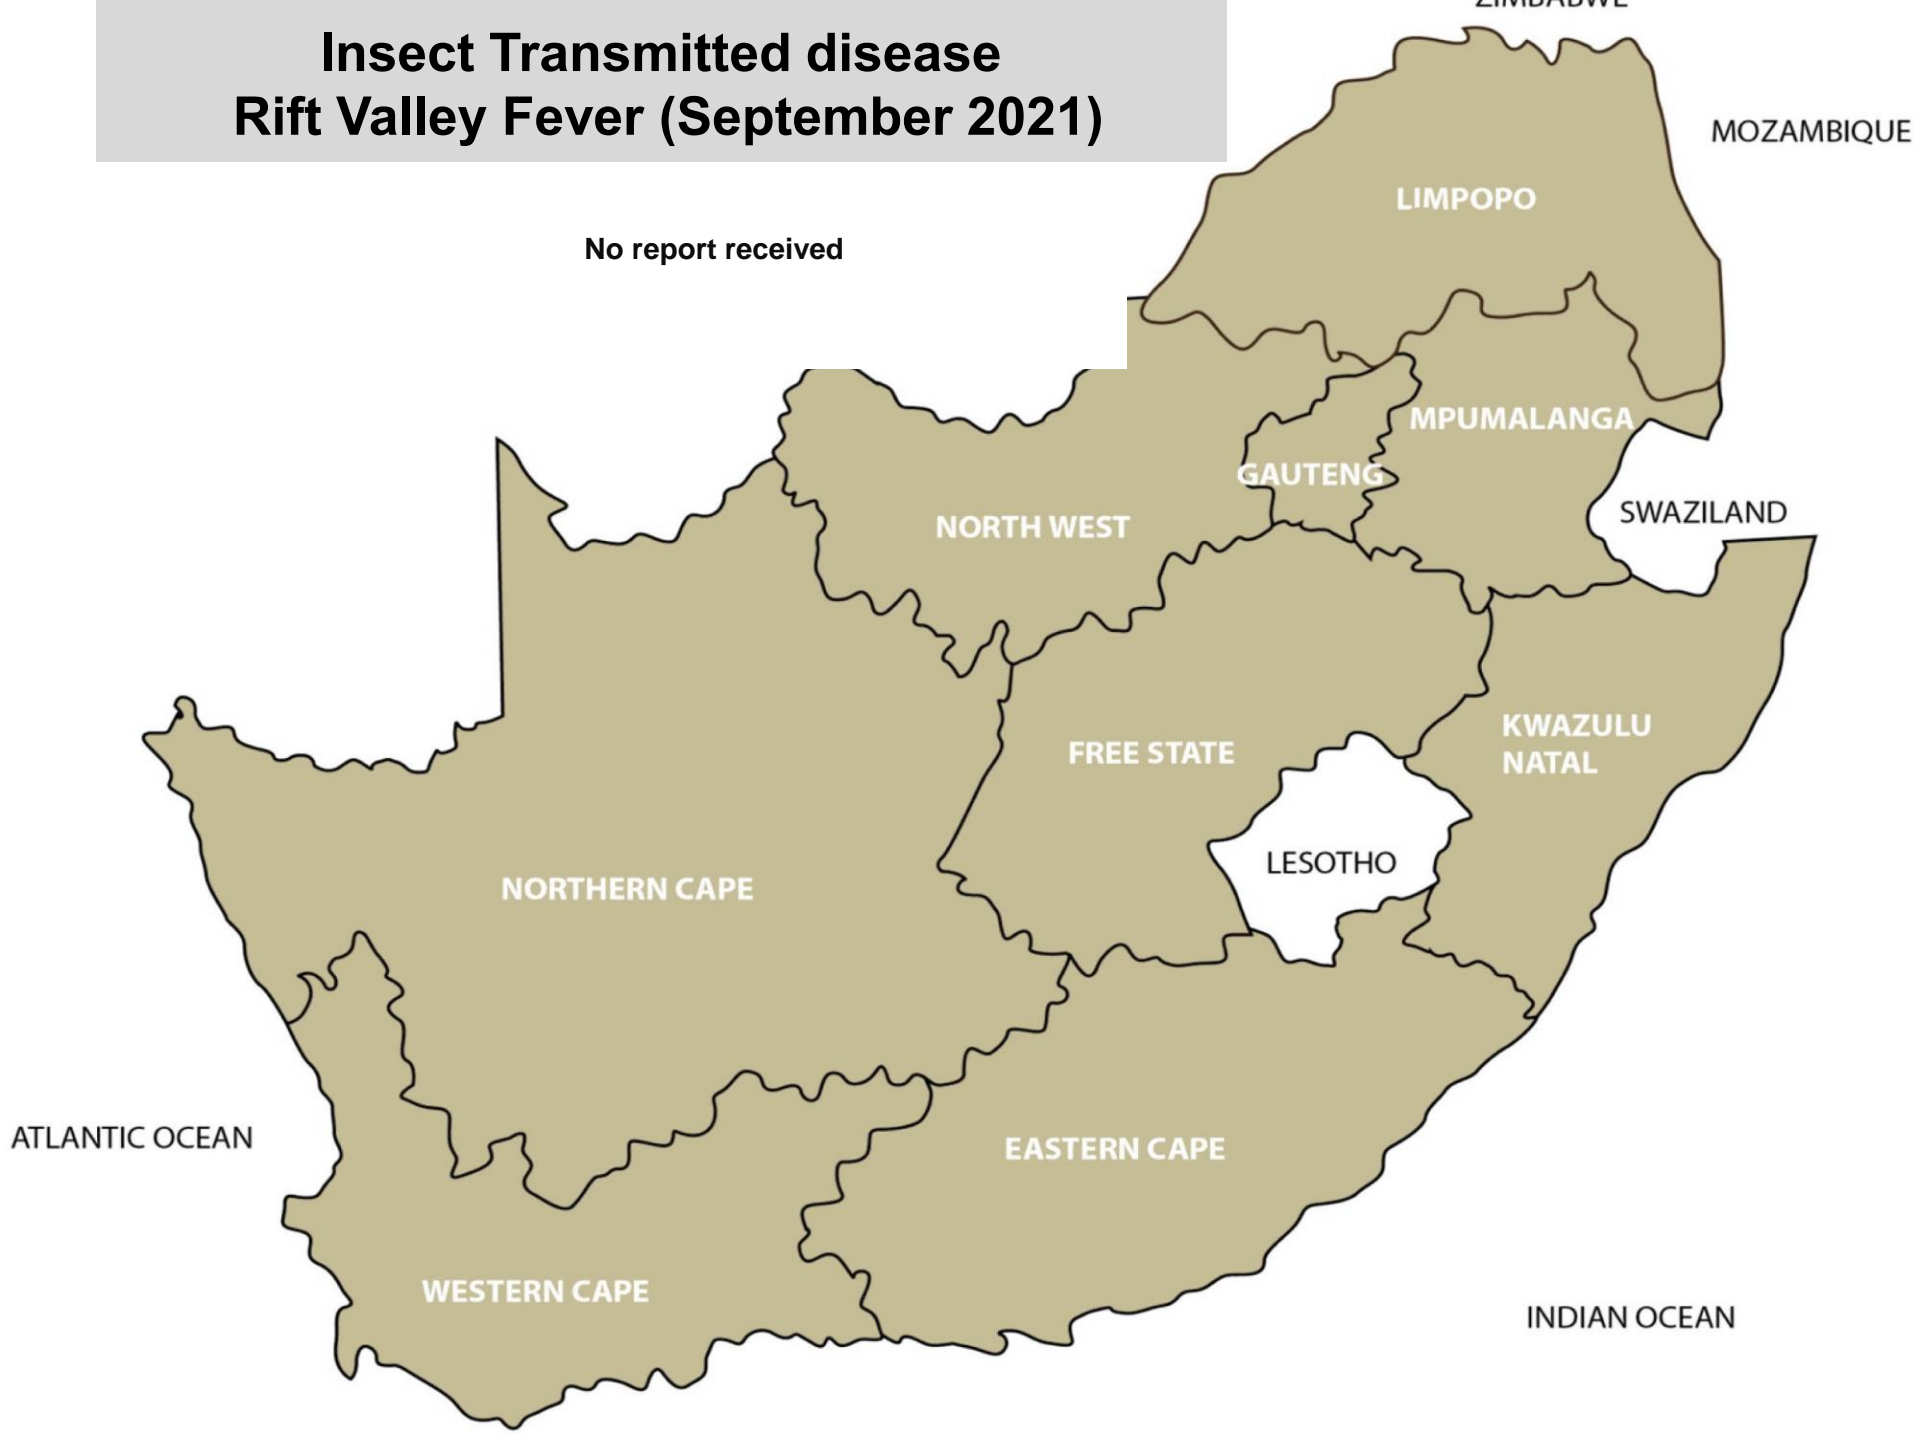 ZIMBABWE
Insect Transmitted disease
Rift Valley Fever (September 2021)
MOZAMBIQUE
LIMPOPO
No report received
MPUMALANGA
GAUTENG
SWAZILAND
NORTH WEST
KWAZULU
NATAL
FREE STATE
LESOTHO
NORTHERN CAPE
ATLANTIC OCEAN
EASTERN CAPE
WESTERN CAPE
INDIAN OCEAN